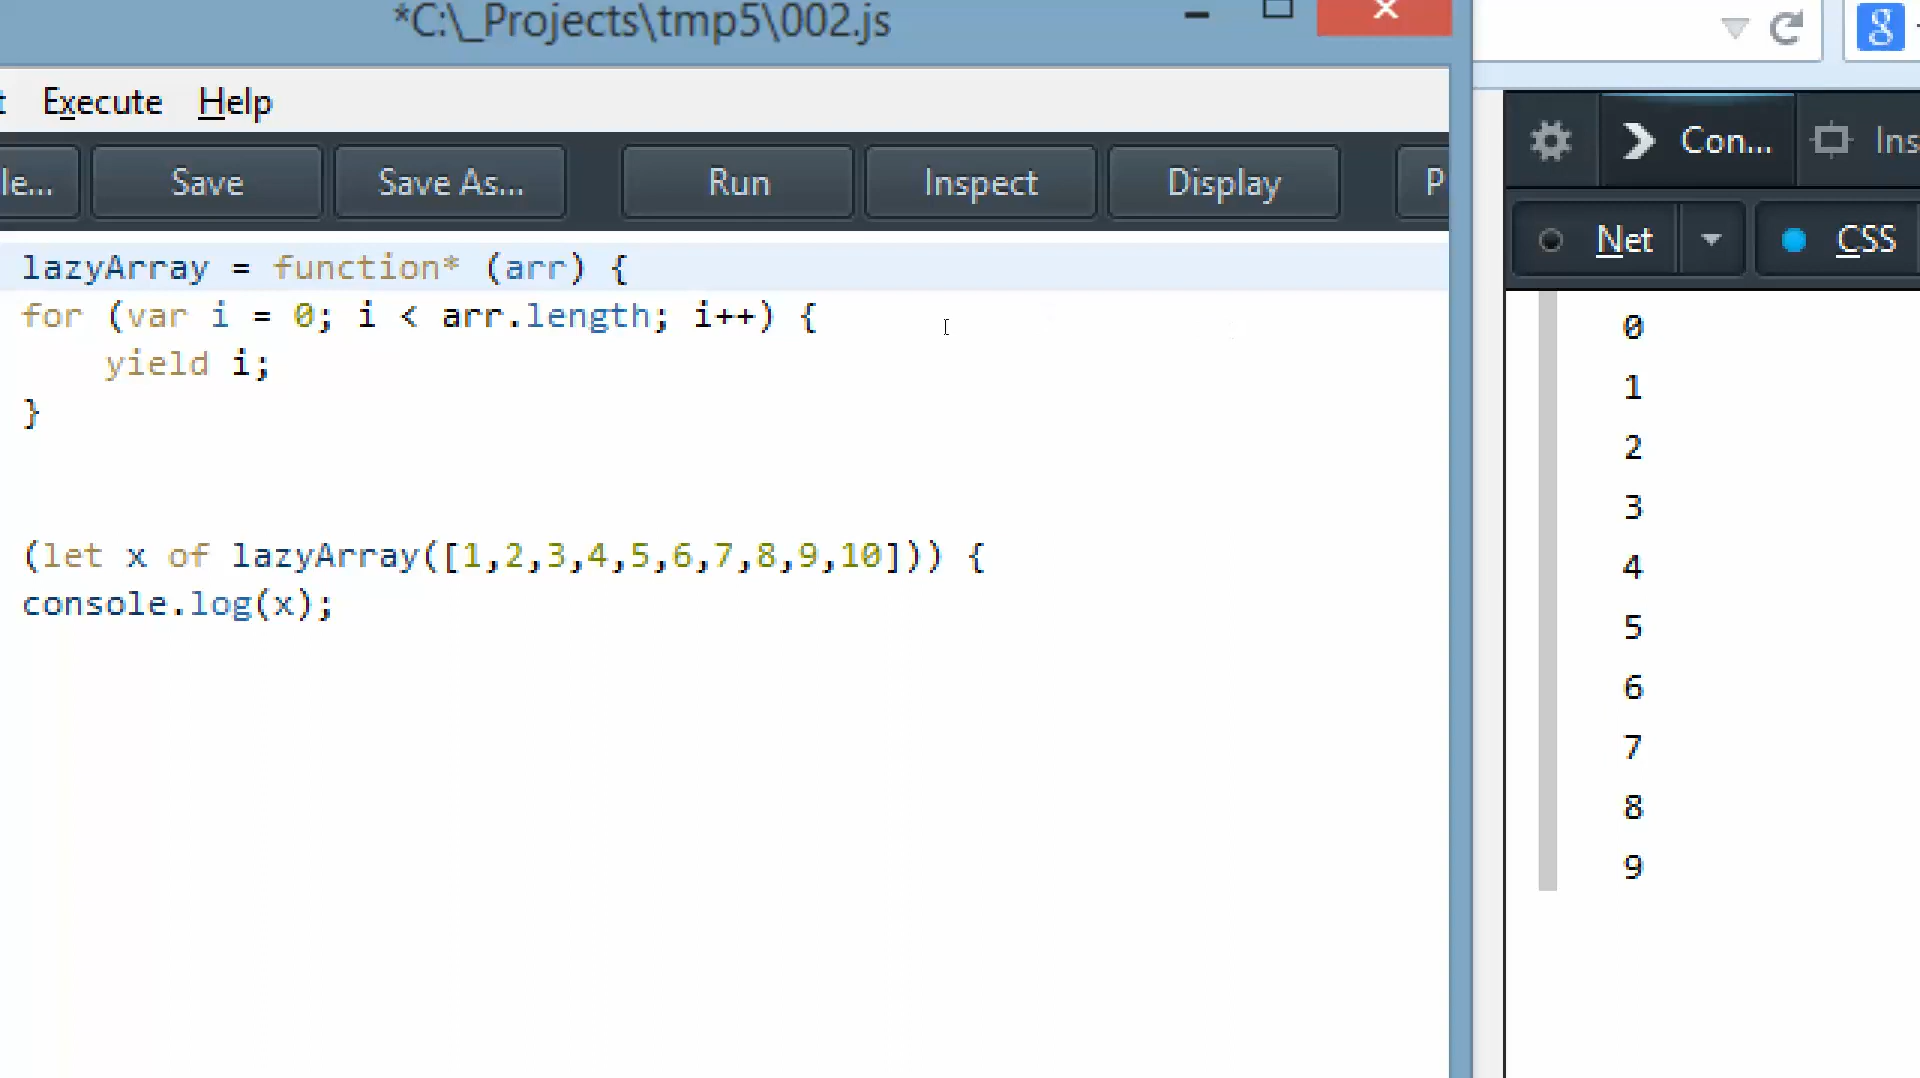 *C:\_Projects\tmp5\002.js
Execute Help
Save Save As... Run Inspect Display
lazyArray = function* (arr) {
for (var i = 0; i < arr.length; i++) {
yield i;
}
(let x of lazyArray([1,2,3,4,5,6,7,8,9,10])) {
console.log(x);
g
Con... Ins
Net CSS
0
1
2
3
4
5
6
7
8
9